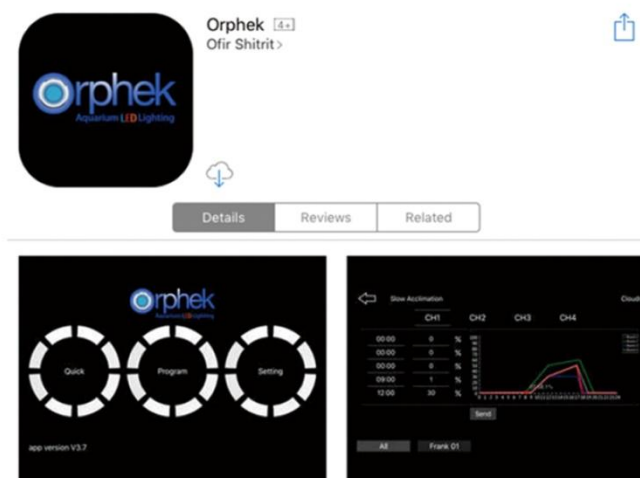 Orphek 4+
Ofir Shitrit >
Orphek
Aquarium LED Lighting
Details Reviews Related
Orphek
Aquarium LED Lighting
Quick Program Setting
app version V3.7
Slow Acclimation
CH1 CH2 CH3 CH4
00:00 0 %
00:00 0 %
00:00 0 %
09:00 1 %
12:00 30 %
Send
All Frank 01